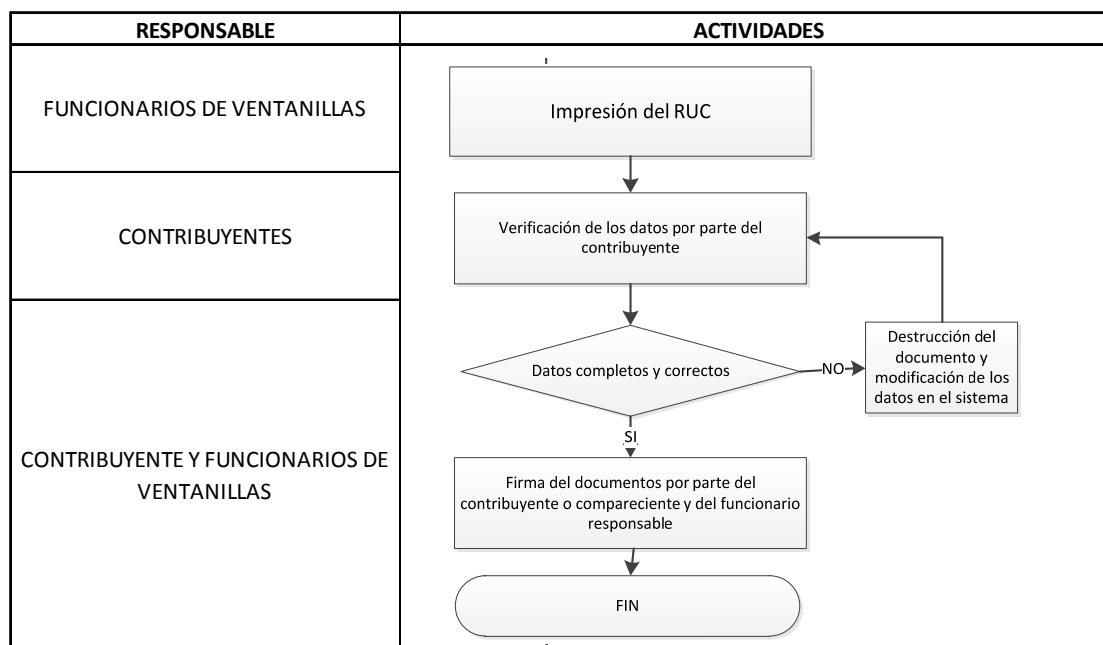 RESPONSABLE
ACTIVIDADES
FUNCIONARIOS DE VENTANILLAS
Impresión del RUC
CONTRIBUYENTES
Verificación de los datos por parte del
contribuyente
CONTRIBUYENTE Y FUNCIONARIOS DE
VENTANILLAS
Datos completos y correctos
NO
Destrucción del
documento y
modificación de los
datos en el sistema
SI
Firma del documentos por parte del
contribuyente o compareciente y del funcionario
responsable
FIN